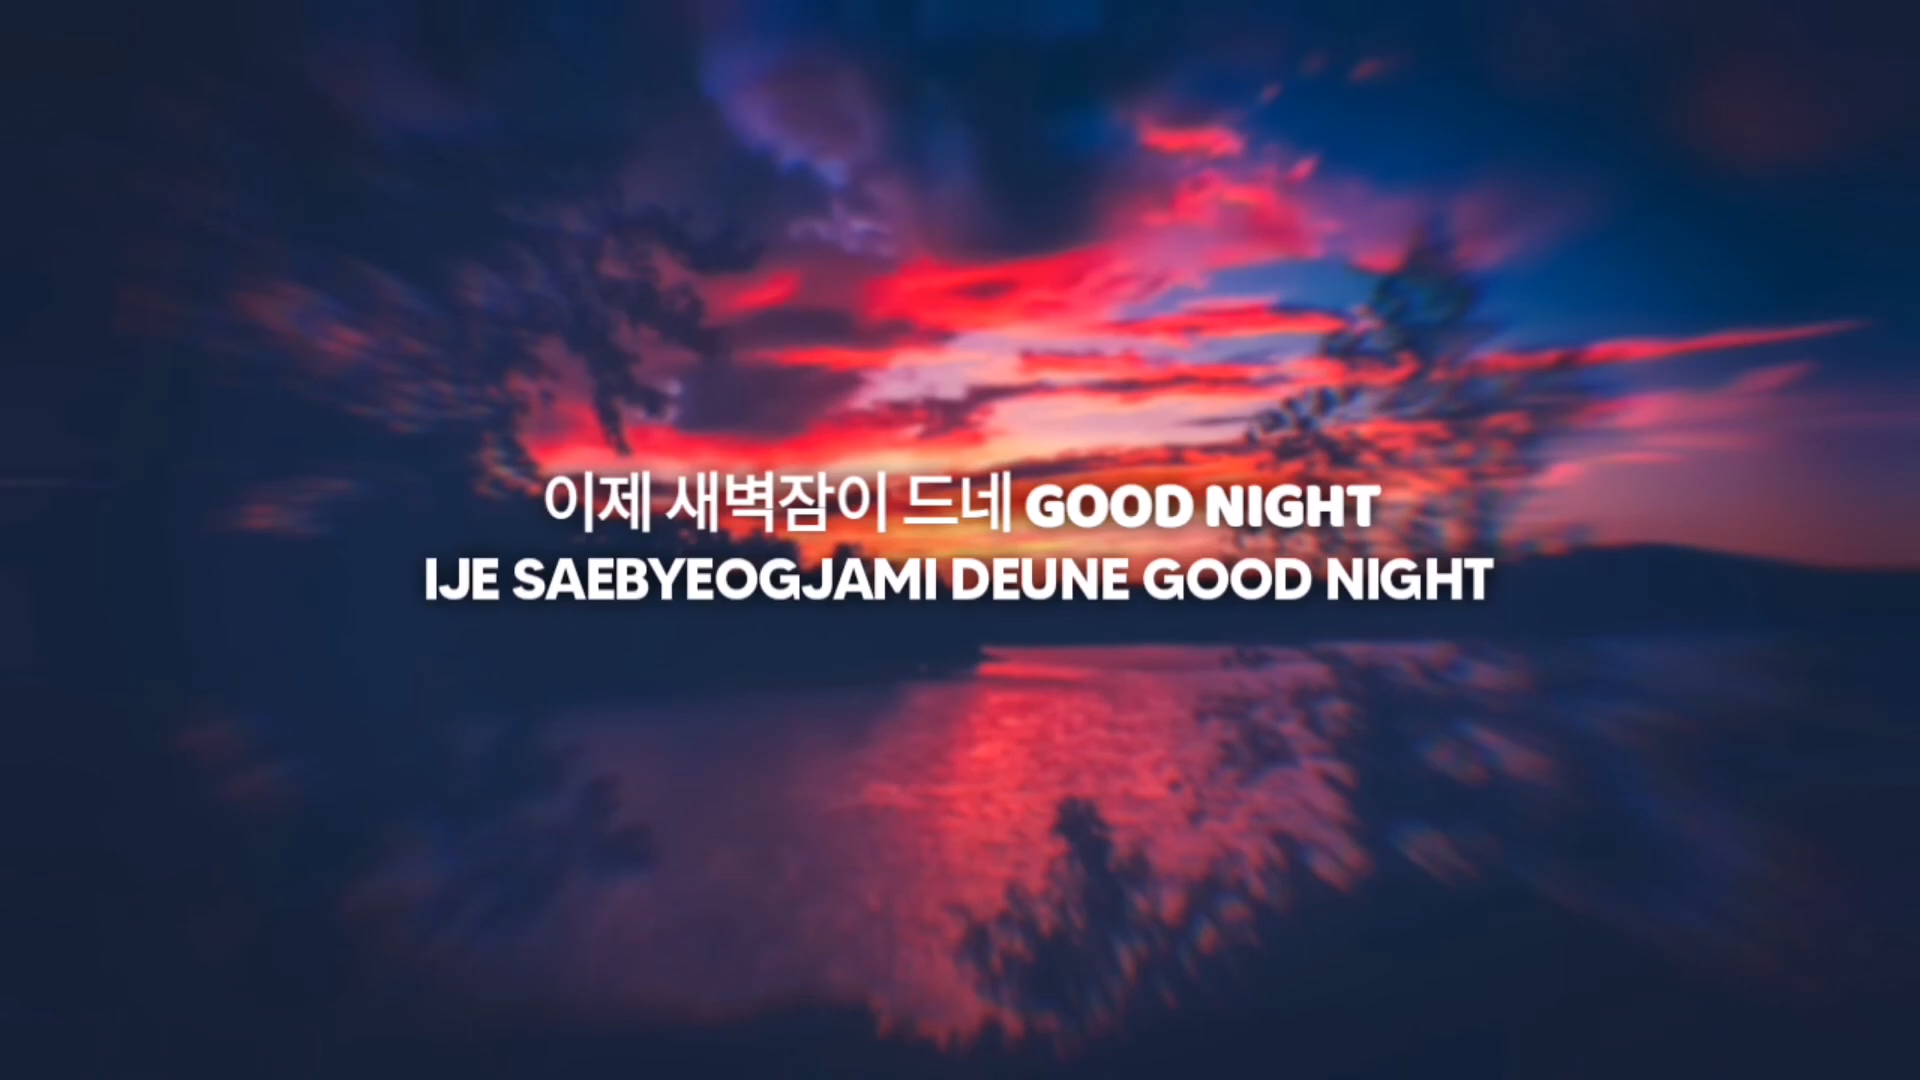 이제 새벽잠이 드네 GOOD NIGHT
IJE SAEBYEOGJAMI DEUNE GOOD NIGHT